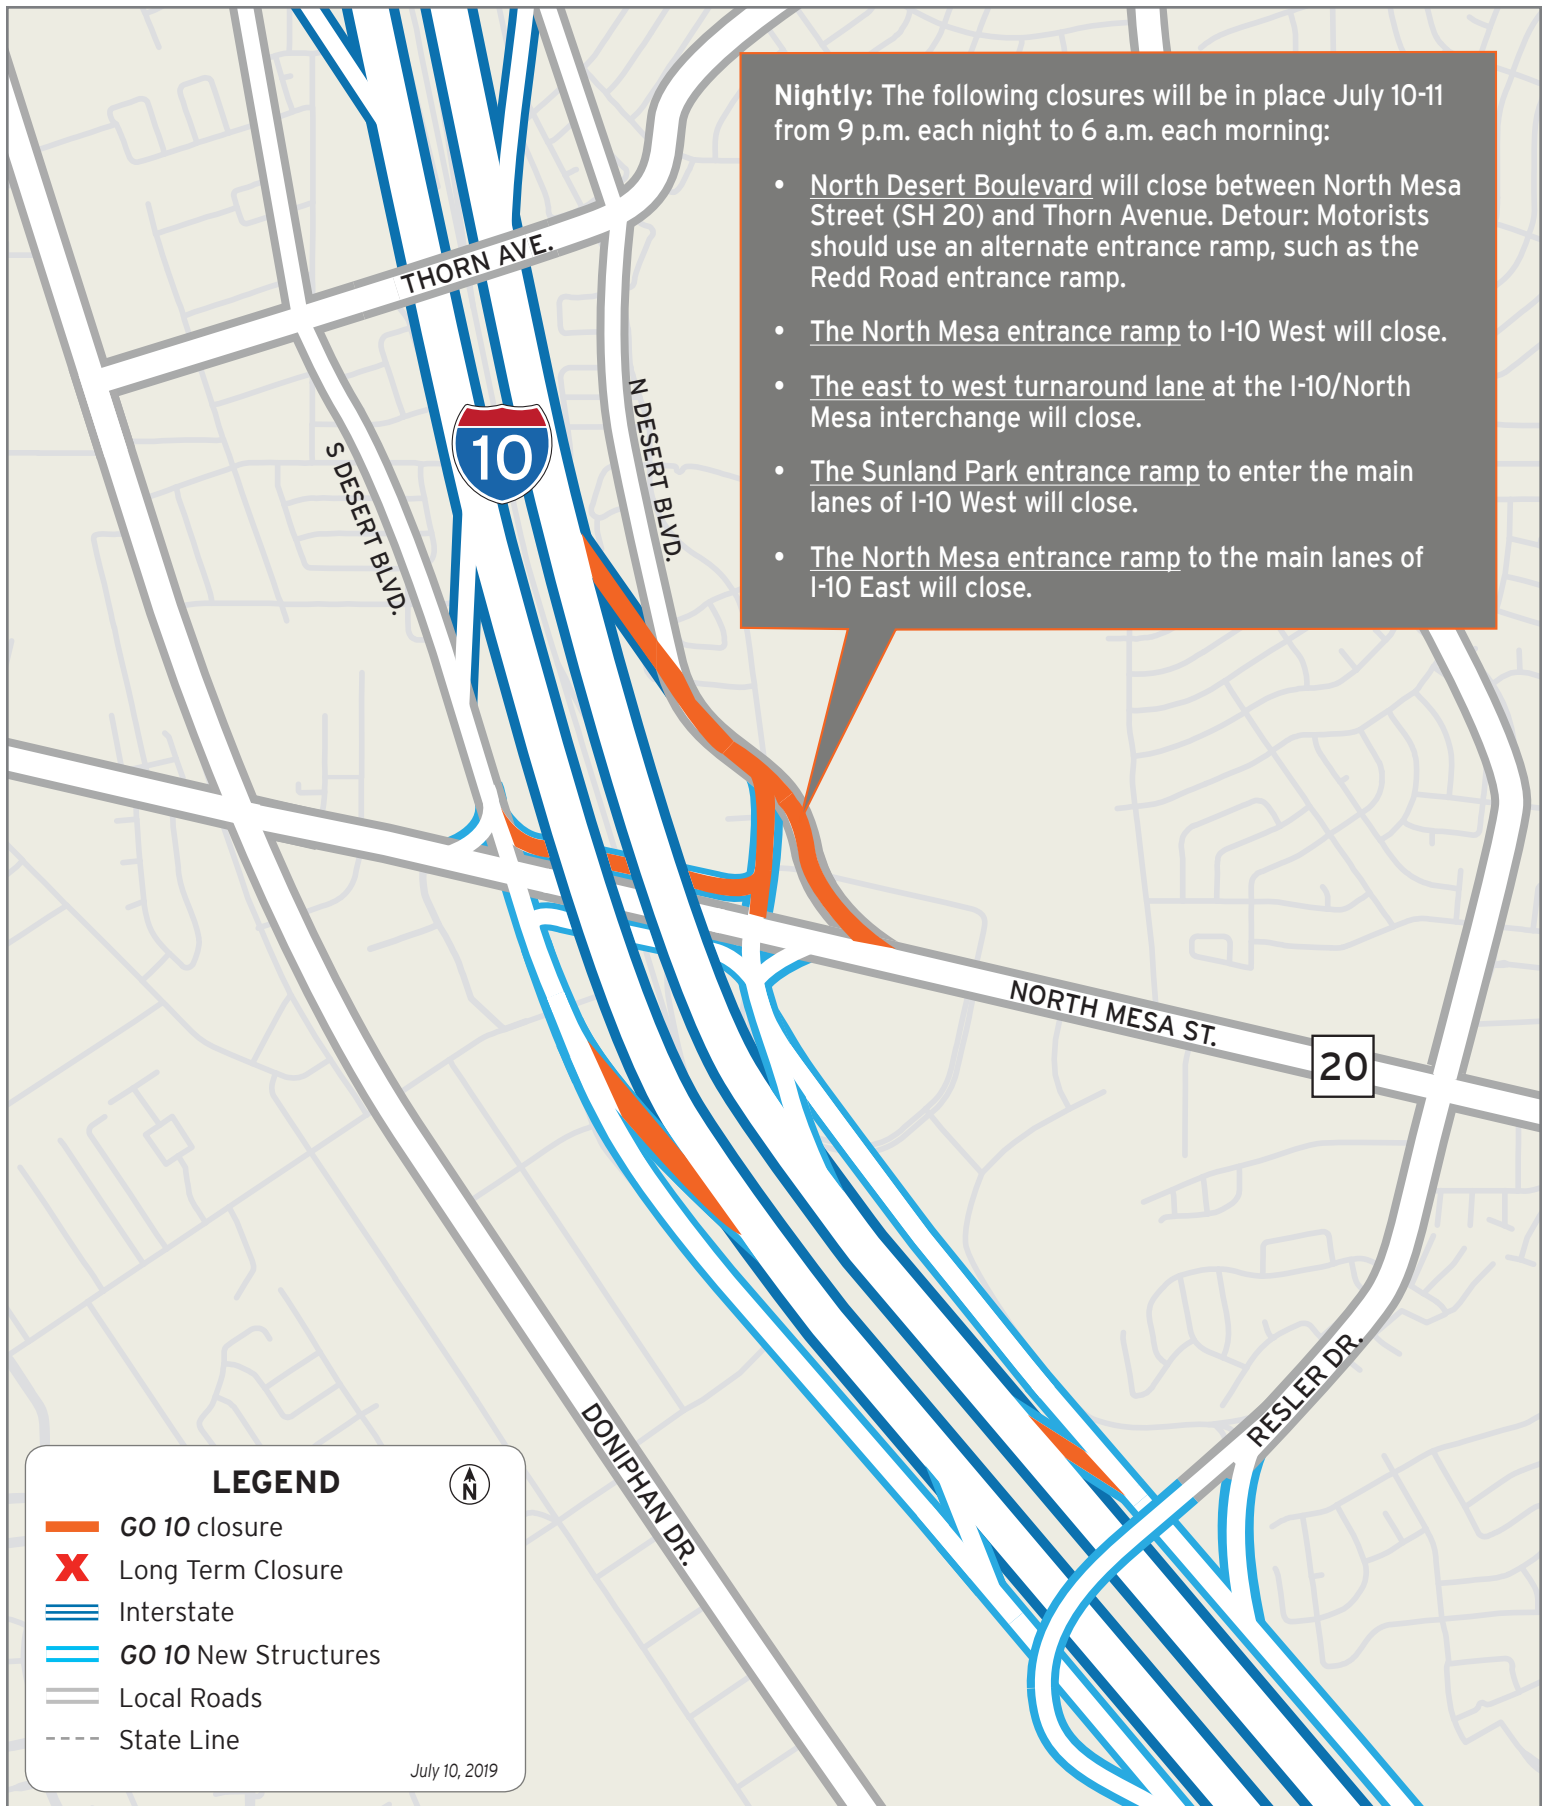 Nightly: The following closures will be in place July 10-11
from 9 p.m. each night to 6 a.m. each morning:
• North Desert Boulevard will close between North Mesa
Street (SH 20) and Thorn Avenue. Detour: Motorists
should use an alternate entrance ramp, such as the
Redd Road entrance ramp.
• The North Mesa entrance ramp to I-10 West will close.
• The east to west turnaround lane at the I-10/North
Mesa interchange will close.
• The Sunland Park entrance ramp to enter the main
lanes of I-10 West will close.
• The North Mesa entrance ramp to the main lanes of
I-10 East will close.
THORN AVE.
10
N DESERT BLVD.
S DESERT BLVD.
NORTH MESA ST.
20
RESLER DR.
DONIPHAN DR.
LEGEND
N
GO 10 closure
X Long Term Closure
Interstate
GO 10 New Structures
Local Roads
State Line
July 10, 2019